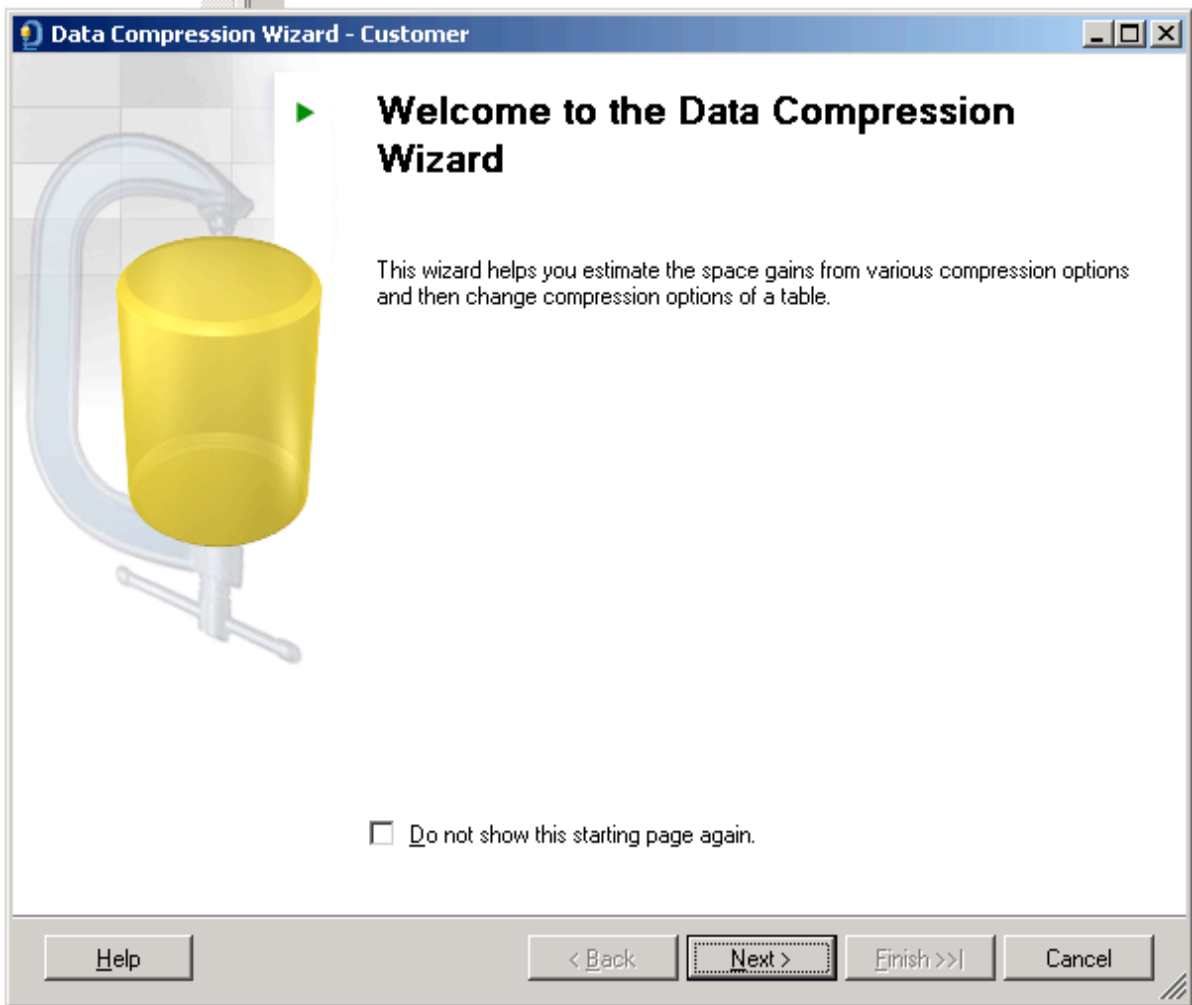 Data Compression Wizard - Customer
Welcome to the Data Compression
Wizard
This wizard helps you estimate the space gains from various compression options
and then change compression options of a table.
Do not show this starting page again.
Help
< Back
Next >
Finish >>|
Cancel